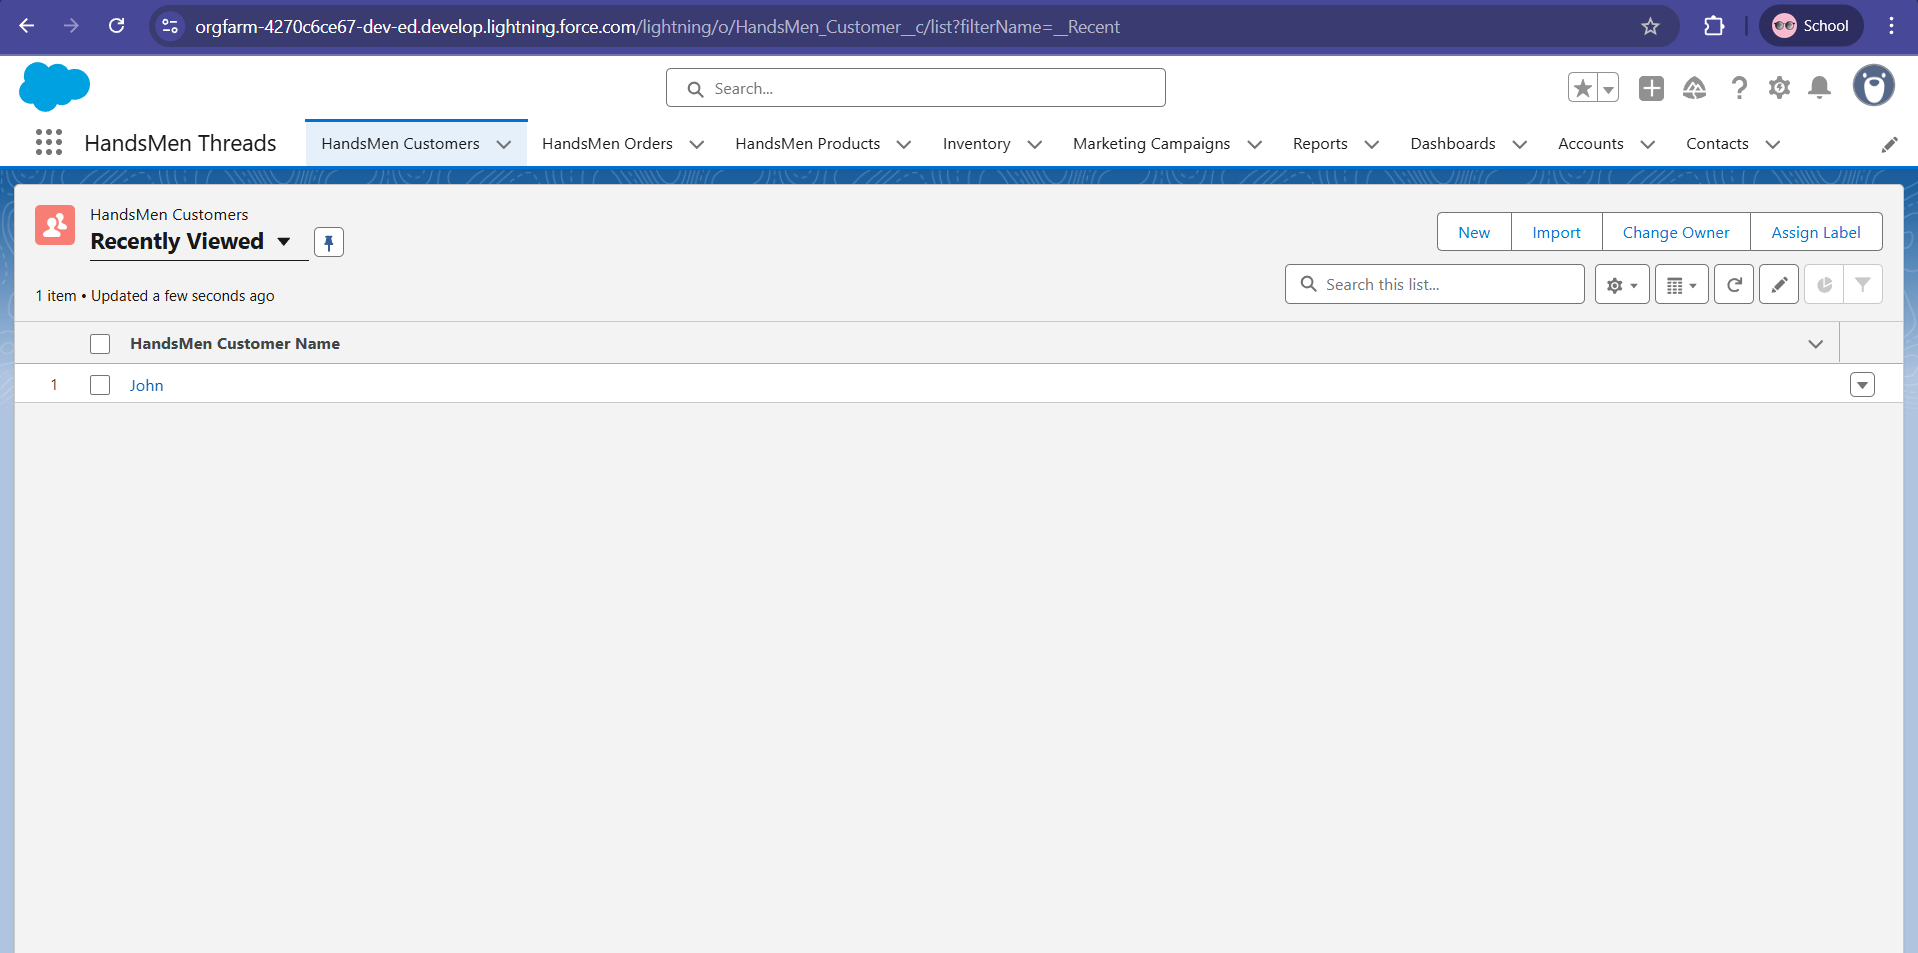 orgfarm-4270c6ce67-dev-ed.develop.lightning.force.com/lightning/o/HandsMen_Customer__c/list?filterName=__Recent
School
Search...
HandsMen Threads
HandsMen Customers
HandsMen Orders
HandsMen Products
Inventory
Marketing Campaigns
Reports
Dashboards
Accounts
Contacts
HandsMen Customers
Recently Viewed
New
Import
Change Owner
Assign Label
1 item • Updated a few seconds ago
Search this list...
HandsMen Customer Name
1
John